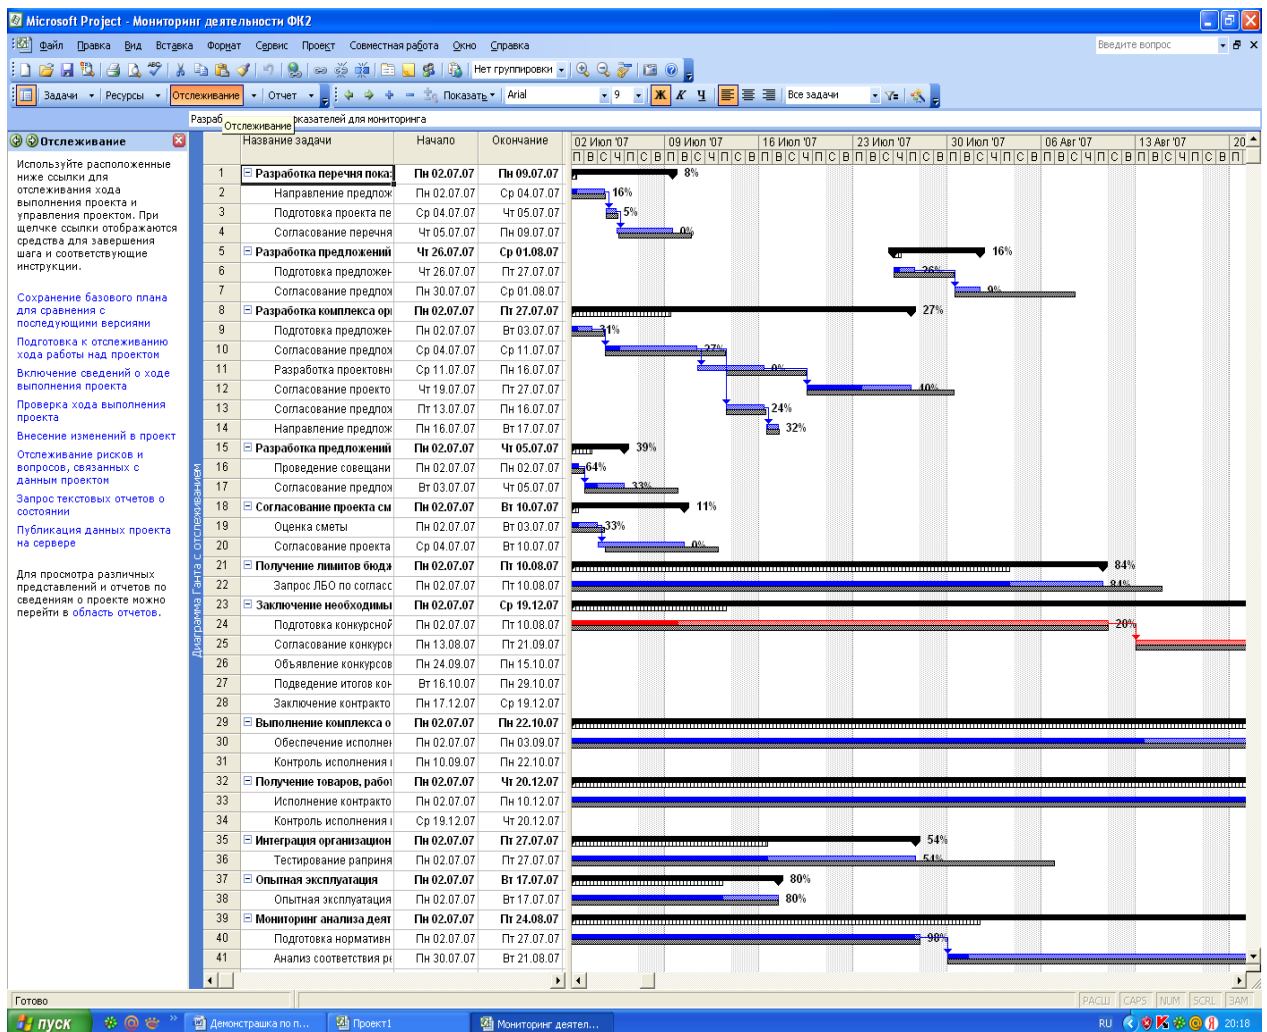 Microsoft Project - Мониторинг деятельности ФК2
Файл Правка Вид Вставка Формат Сервис Проект Совместная работа Окно Справка Введите вопрос
Нет группировки
Задачи Ресурсы Отслеживание Отчет Показать Arial 9 Ж К Ч Все задачи
Разраб показателей для мониторинга
Отслеживание
Отслеживание
Используйте расположенные
ниже ссылки для
отслеживания хода
выполнения проекта и
управления проектом. При
щелчке ссылки отображаются
средства для завершения
шага и соответствующие
инструкции.
Сохранение базового плана
для сравнения с
последующими версиями
Подготовка к отслеживанию
хода работы над проектом
Включение сведений о ходе
выполнения проекта
Проверка хода выполнения
проекта
Внесение изменений в проект
Отслеживание рисков и
вопросов, связанных с
данным проектом
Запрос текстовых отчетов о
состоянии
Публикация данных проекта
на сервере
Для просмотра различных
представлений и отчетов по
сведениям о проекте можно
перейти в область отчетов.
Диаграмма Ганта с отслеживанием
Название задачи Начало Окончание 02 Июл '07 09 Июл '07 16 Июл '07 23 Июл '07 30 Июл '07 06 Авг '07 13 Авг '07 20
П В С Ч П С В П В С Ч П С В П В С Ч П С В П В С Ч П С В П В С Ч П С В П В С Ч П С В П В С Ч П С В П
1 Разработка перечня пока Пн 02.07.07 Пн 09.07.07 8%
2 Направление предлож Пн 02.07.07 Ср 04.07.07 16%
3 Подготовка проекта пе Ср 04.07.07 Чт 05.07.07 5%
4 Согласование перечня Чт 05.07.07 Пн 09.07.07 0%
5 Разработка предложений Чт 26.07.07 Ср 01.08.07 16%
6 Подготовка предложен Чт 26.07.07 Пт 27.07.07 26%
7 Согласование предлож Пн 30.07.07 Ср 01.08.07 9%
8 Разработка комплекса орг Пн 02.07.07 Пт 27.07.07 27%
9 Подготовка предложен Пн 02.07.07 Вт 03.07.07 31%
10 Согласование предлож Ср 04.07.07 Ср 11.07.07 27%
11 Разработка проектовн Ср 11.07.07 Пн 16.07.07 0%
12 Согласование проекто Чт 19.07.07 Пт 27.07.07 40%
13 Согласование предлож Пт 13.07.07 Пн 16.07.07 24%
14 Направление предлож Пн 16.07.07 Вт 17.07.07 32%
15 Разработка предложений Пн 02.07.07 Чт 05.07.07 39%
16 Проведение совещани Пн 02.07.07 Пн 02.07.07 64%
17 Согласование предлож Вт 03.07.07 Чт 05.07.07 33%
18 Согласование проекта см Пн 02.07.07 Вт 10.07.07 11%
19 Оценка сметы Пн 02.07.07 Вт 03.07.07 33%
20 Согласование проекта Ср 04.07.07 Вт 10.07.07 0%
21 Получение лимитов бюдж Пн 02.07.07 Пт 10.08.07 84%
22 Запрос ЛБО по согласс Пн 02.07.07 Пт 10.08.07 84%
23 Заключение необходимы Пн 02.07.07 Ср 19.12.07
24 Подготовка конкурсной Пн 02.07.07 Пт 10.08.07 20%
25 Согласование конкурсн Пн 13.08.07 Пт 21.09.07
26 Объявление конкурсов Пн 24.09.07 Пн 15.10.07
27 Подведение итогов кон Вт 16.10.07 Пн 29.10.07
28 Заключение контракто Пн 17.12.07 Ср 19.12.07
29 Выполнение комплекса о Пн 02.07.07 Пн 22.10.07
30 Обеспечение исполнен Пн 02.07.07 Пн 03.09.07
31 Контроль исполнения Пн 10.09.07 Пн 22.10.07
32 Получение товаров, работ Пн 02.07.07 Чт 20.12.07
33 Исполнение контракто Пн 02.07.07 Пн 10.12.07
34 Контроль исполнения Ср 19.12.07 Чт 20.12.07
35 Интеграция организацион Пн 02.07.07 Пт 27.07.07 54%
36 Тестирование раприня Пн 02.07.07 Пт 27.07.07 54%
37 Опытная эксплуатация Пн 02.07.07 Вт 17.07.07 80%
38 Опытная эксплуатация Пн 02.07.07 Вт 17.07.07 80%
39 Мониторинг анализа деят Пн 02.07.07 Пт 24.08.07
40 Подготовка нормативн Пн 02.07.07 Пт 27.07.07 98%
41 Анализ соответствия ре Пн 30.07.07 Вт 21.08.07
Готово РАСШ CAPS NUM SCRL ЗАМ
пуск Демонстрашка по п... Проект1 Мониторинг деятел... RU 20:18